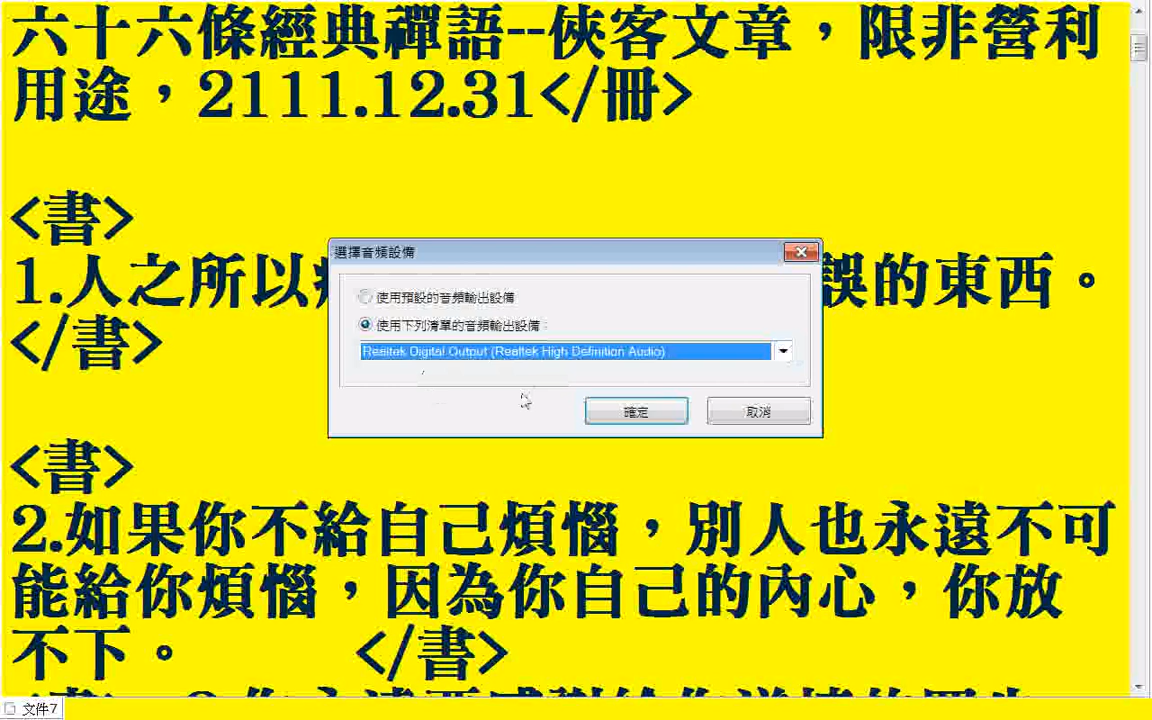 六十六條經典禪語--俠客文章，限非營利
用途，2111.12.31</冊>
<書>
1.人之所以
誤的東西。
</書>
選擇音頻設備
使用預設的音頻輸出設備
使用下列清單的音頻輸出設備：
Realtek Digital Output (Realtek High Definition Audio)
確定
取消
<書>
2.如果你不給自己煩惱，別人也永遠不可
能給你煩惱，因為你自己的內心，你放
不下。 </書>
文件7